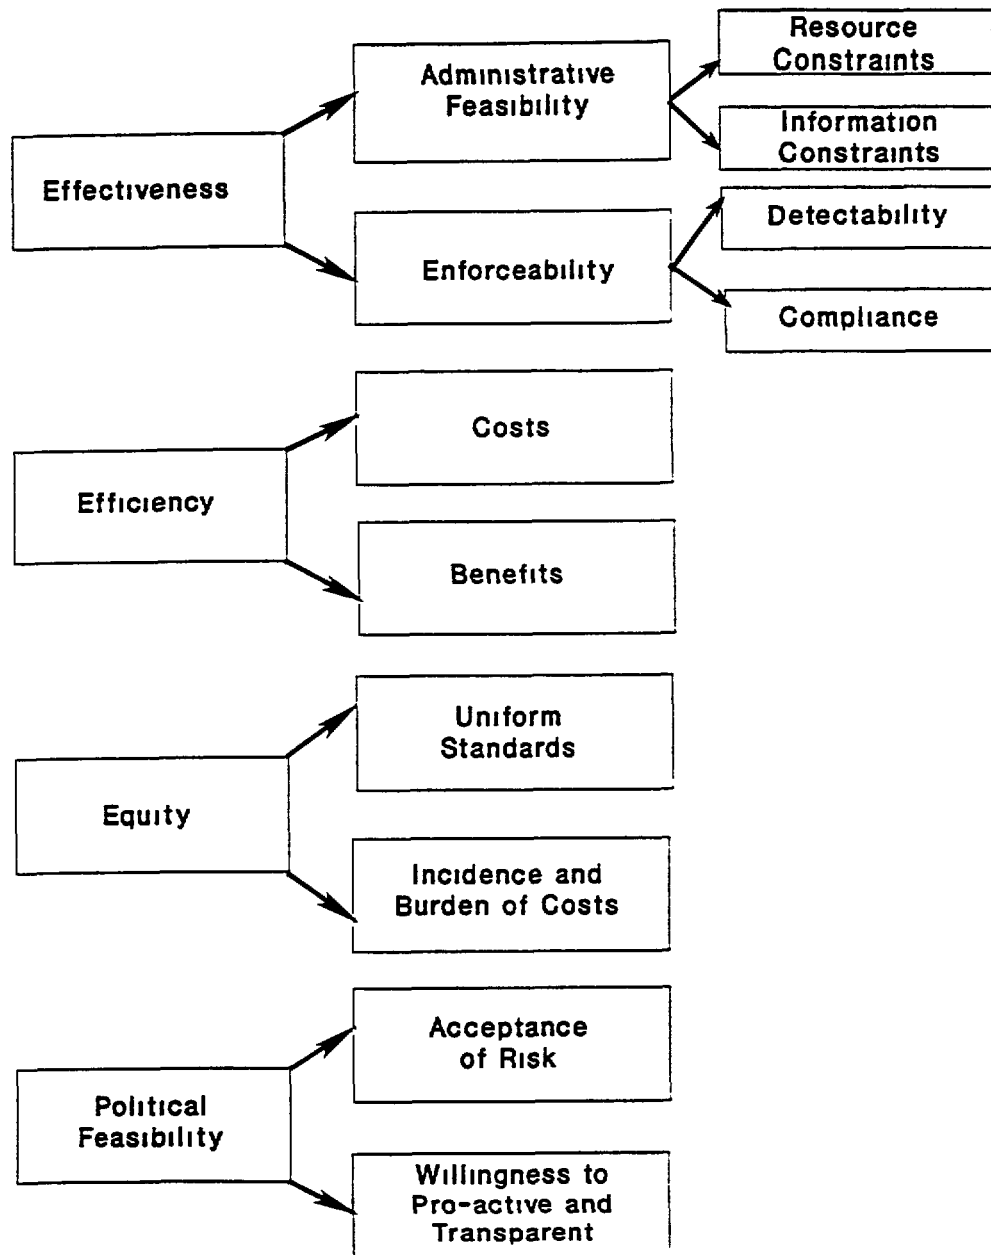 Effectiveness
Administrative
Feasibility
Resource
Constraints
Information
Constraints
Enforceability
Detectability
Compliance
Efficiency
Costs
Benefits
Equity
Uniform
Standards
Incidence and
Burden of Costs
Political
Feasibility
Acceptance
of Risk
Willingness to
Pro-active and
Transparent